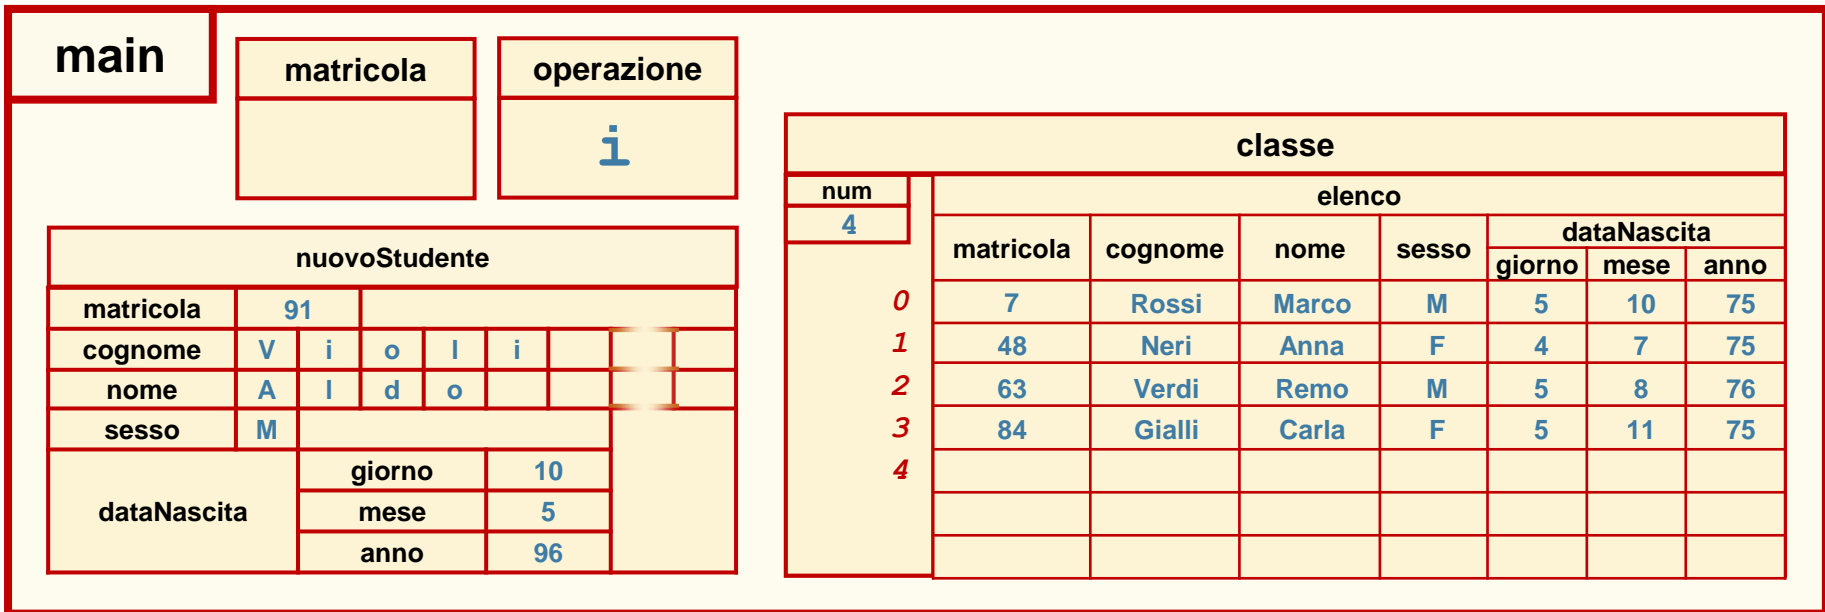 main
matricola
operazione
i
nuovoStudente
matricola 91
cognome V i o l i
nome A l d o
sesso M
dataNascita
giorno 10
mese 5
anno 96
classe
num
4
elenco
matricola cognome nome sesso dataNascita
giorno mese anno
0 7 Rossi Marco M 5 10 75
1 48 Neri Anna F 4 7 75
2 63 Verdi Remo M 5 8 76
3 84 Gialli Carla F 5 11 75
4